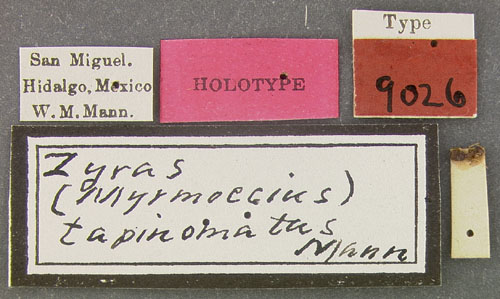 San Miguel.
Hidalgo, Mexico
W. M. Mann.
HOLOTYPE
Type
9026
Zyras
(Myrmoecius)
tapinomatus
Mann